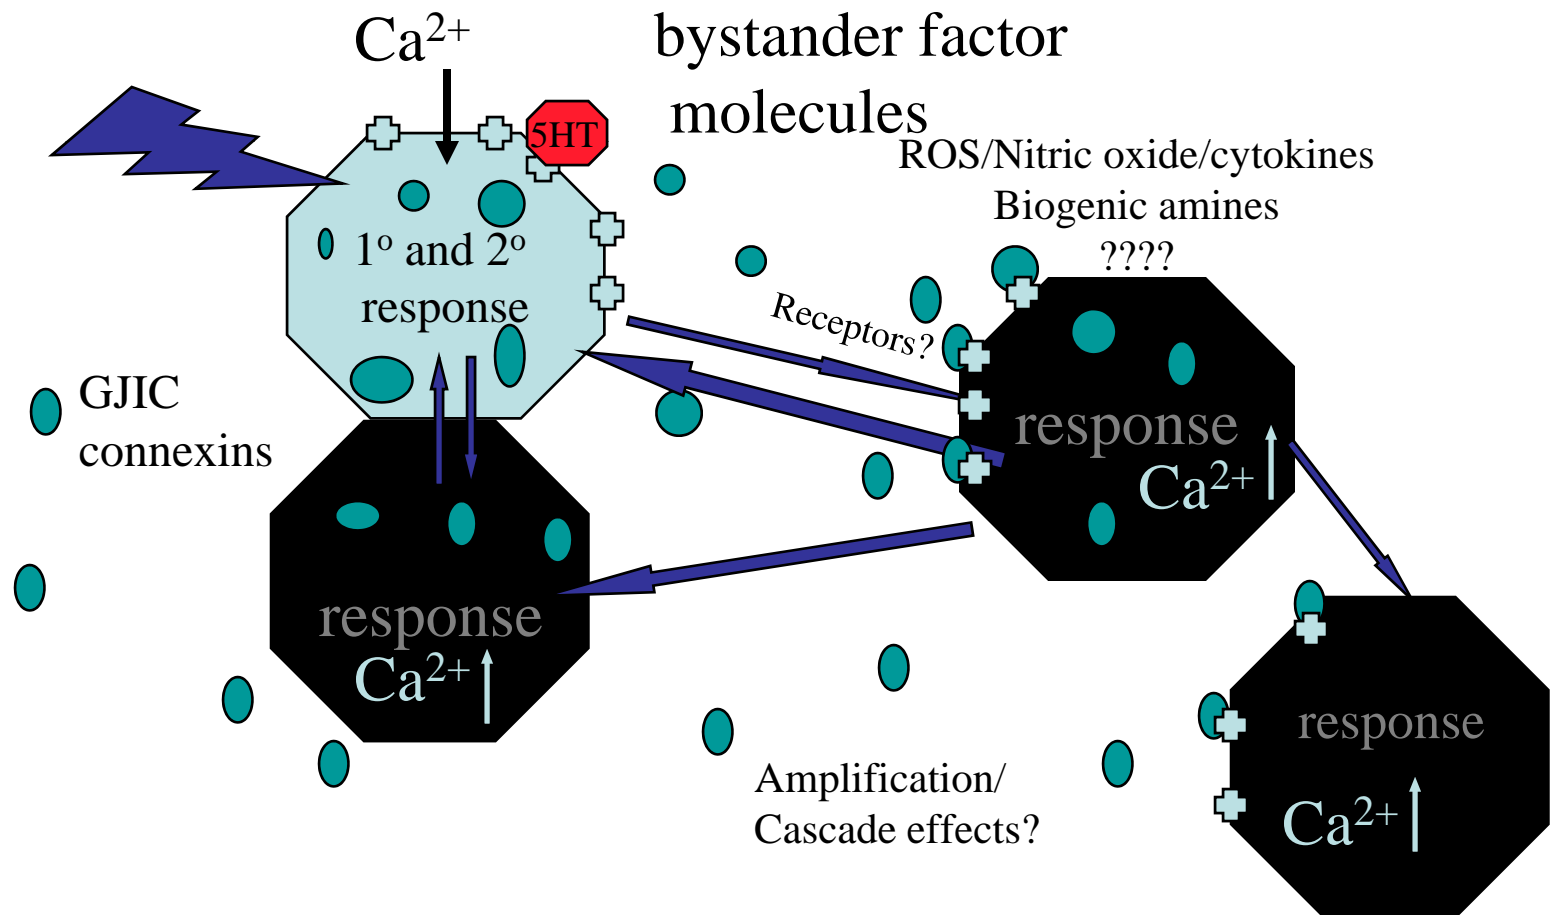 Ca²⁺
bystander factor
molecules
5HT
ROS/Nitric oxide/cytokines
Biogenic amines
????
1º and 2º
response
Receptors?
GJIC
connexins
response
Ca²⁺
response
Ca²⁺
response
Ca²⁺
Amplification/
Cascade effects?